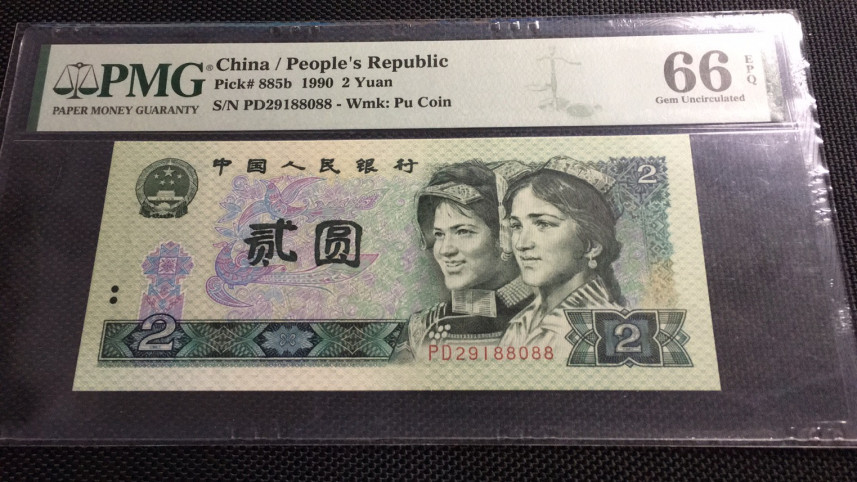 PMG® China / People's Republic
Pick# 885b 1990 2 Yuan
PAPER MONEY GUARANTY S/N PD29188088 - Wmk: Pu Coin
66 EPQ
Gem Uncirculated
中国人民银行
2
贰圆
2
2
PD29188088